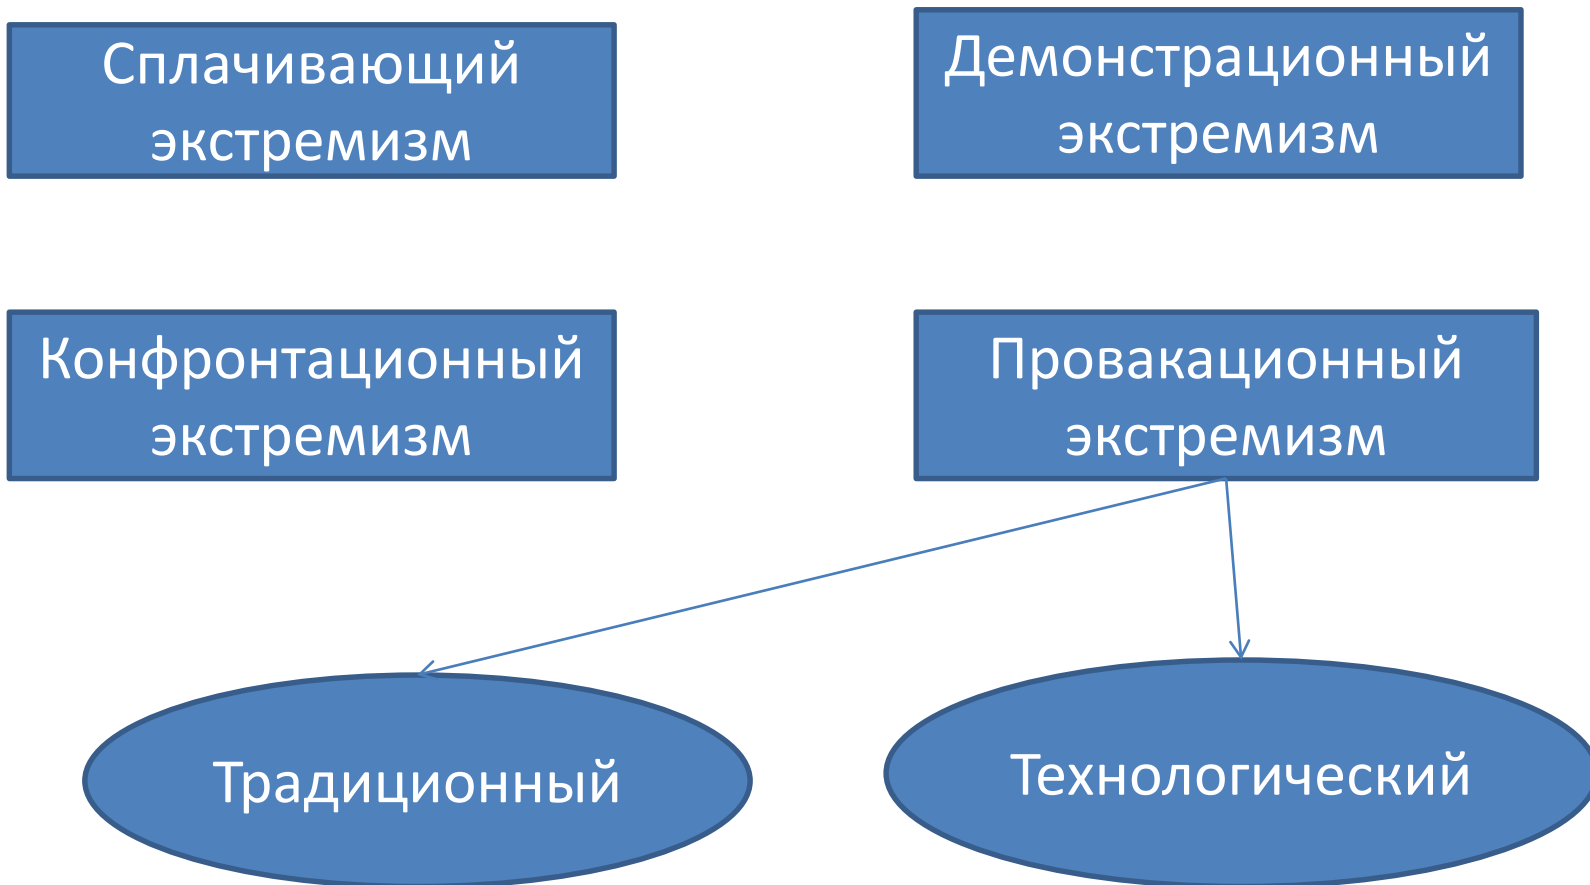 Сплачивающий
экстремизм
Демонстрационный
экстремизм
Конфронтационный
экстремизм
Провакационный
экстремизм
Традиционный
Технологический